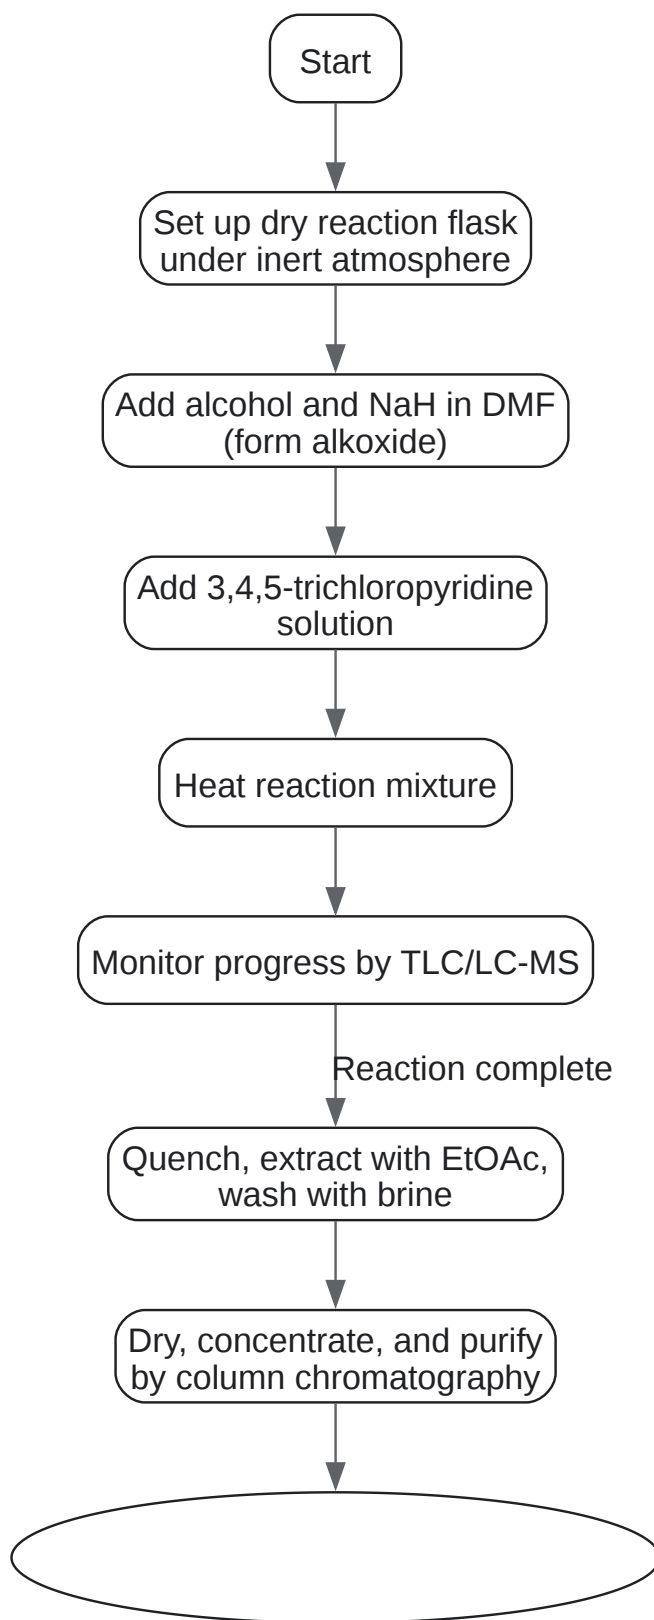 Start
Set up dry reaction flask
under inert atmosphere
Add alcohol and NaH in DMF
(form alkoxide)
Add 3,4,5-trichloropyridine
solution
Heat reaction mixture
Monitor progress by TLC/LC-MS
Reaction complete
Quench, extract with EtOAc,
wash with brine
Dry, concentrate, and purify
by column chromatography